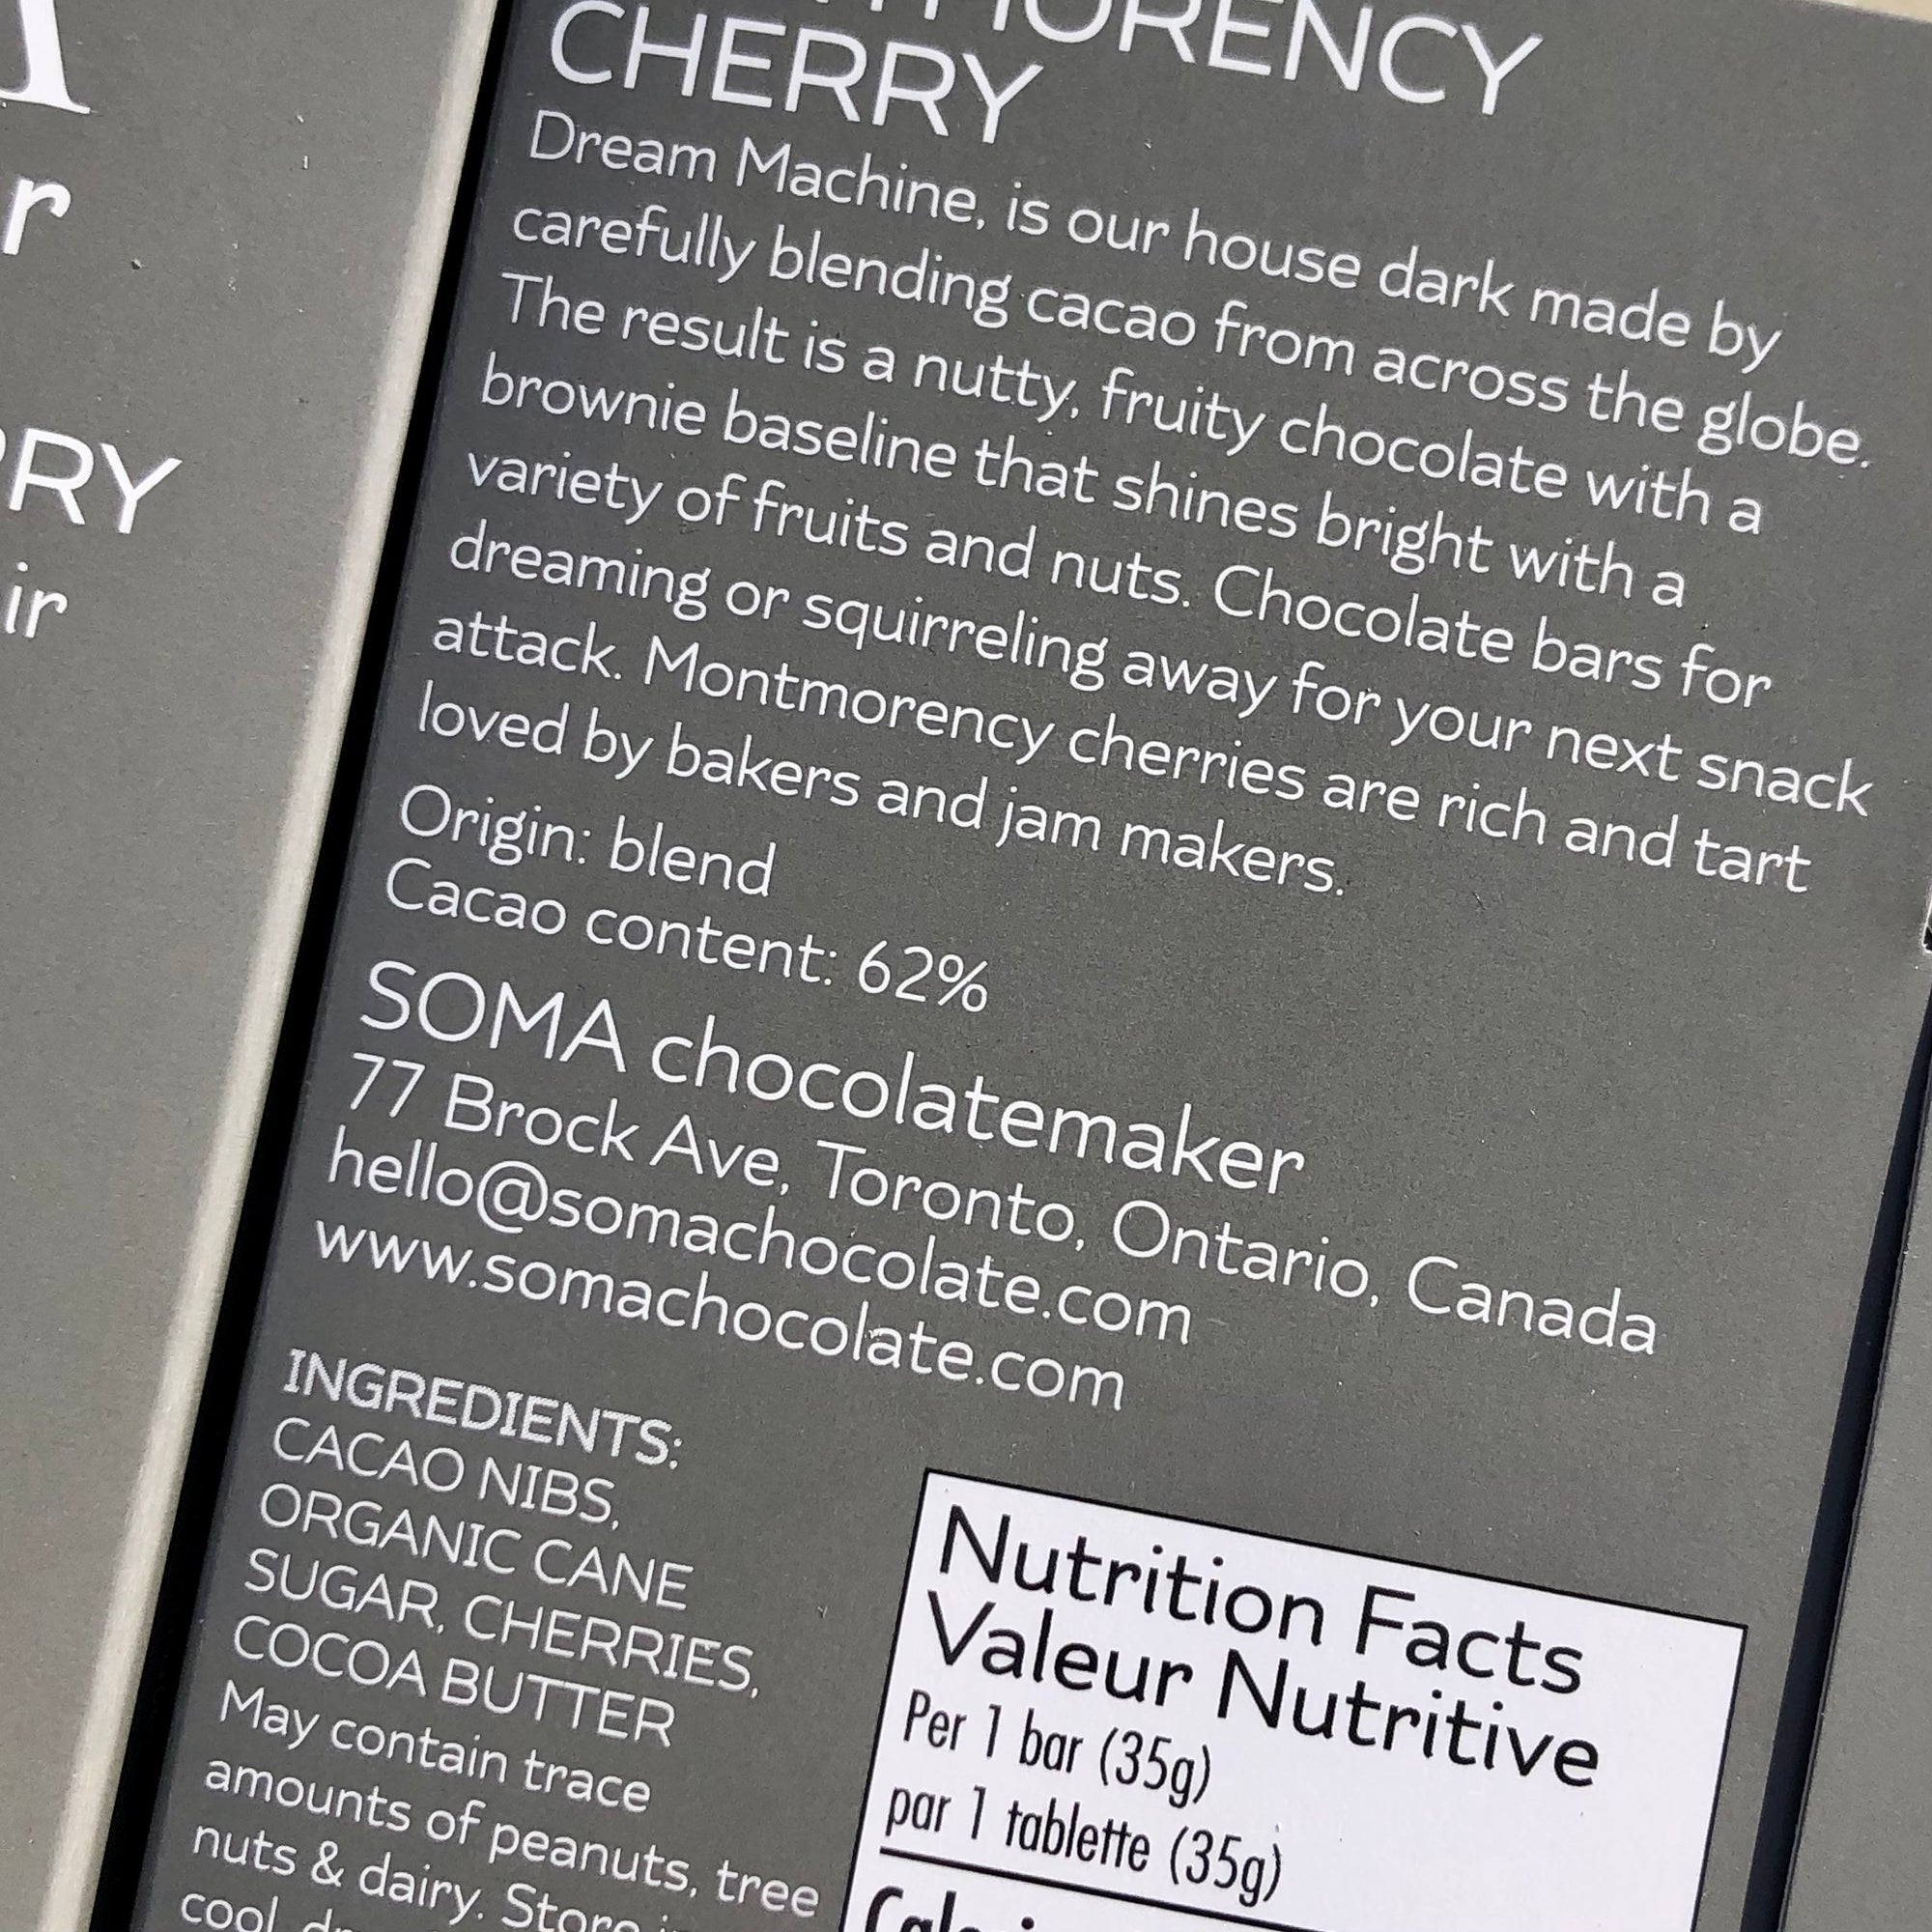 CHERRY
Dream Machine, is our house dark made by
carefully blending cacao from across the globe.
The result is a nutty, fruity chocolate with a
brownie baseline that shines bright with a
variety of fruits and nuts. Chocolate bars for
dreaming or squirreling away for your next snack
attack. Montmorency cherries are rich and tart
loved by bakers and jam makers.
Origin: blend
Cacao content: 62%
SOMA chocolatemaker
77 Brock Ave, Toronto, Ontario, Canada
hello@somachocolate.com
www.somachocolate.com
INGREDIENTS:
CACAO NIBS,
ORGANIC CANE
SUGAR, CHERRIES,
COCOA BUTTER
May contain trace
amounts of peanuts, tree
nuts & dairy. Store
cool,
Nutrition Facts
Valeur Nutritive
Per 1 bar (35g)
par 1 tablette (35g)